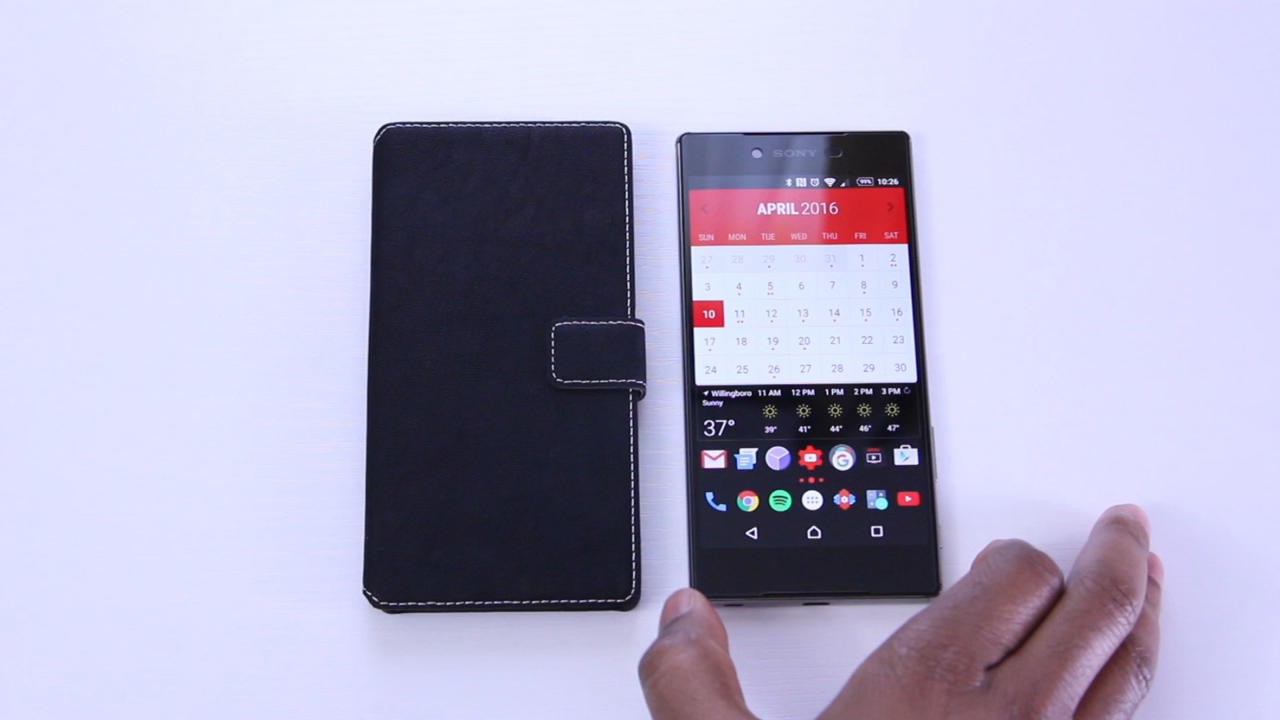 SONY
99% 10:26
APRIL 2016
SUN MON TUE WED THU FRI SAT
27 28 29 30 31 1 2
3 4 5 6 7 8 9
10 11 12 13 14 15 16
17 18 19 20 21 22 23
24 25 26 27 28 29 30
Willingboro 11 AM 12 PM 1 PM 2 PM 3 PM
Sunny
37° 39° 41° 44° 46° 47°